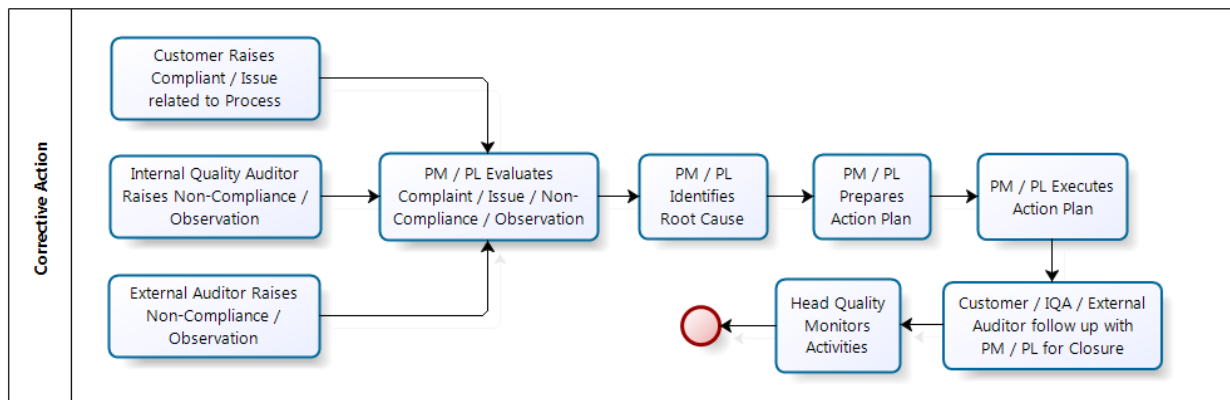 Corrective Action
Customer Raises
Compliant / Issue
related to Process
Internal Quality Auditor
Raises Non-Compliance /
Observation
External Auditor Raises
Non-Compliance /
Observation
PM / PL Evaluates
Complaint / Issue / Non-
Compliance / Observation
PM / PL
Identifies
Root Cause
PM / PL
Prepares
Action Plan
PM / PL Executes
Action Plan
Customer / IQA / External
Auditor follow up with
PM / PL for Closure
Head Quality
Monitors
Activities